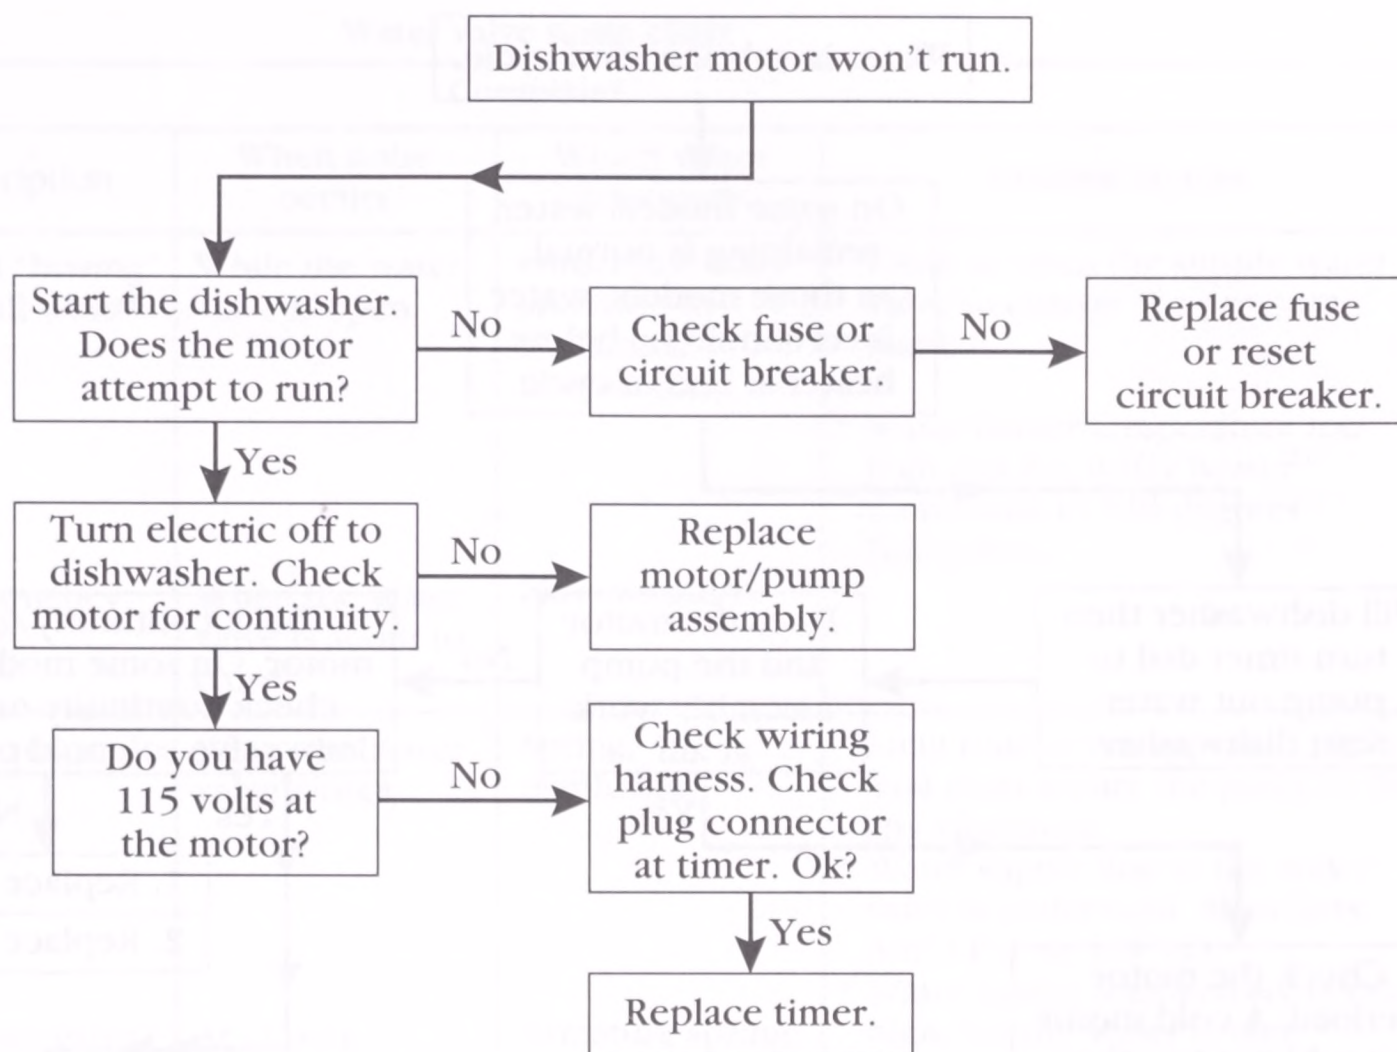 Dishwasher motor won't run.
Start the dishwasher.
Does the motor
attempt to run?
No
Check fuse or
circuit breaker.
No
Replace fuse
or reset
circuit breaker.
Yes
Turn electric off to
dishwasher. Check
motor for continuity.
No
Replace
motor/pump
assembly.
Yes
Do you have
115 volts at
the motor?
No
Check wiring
harness. Check
plug connector
at timer. Ok?
Yes
Replace timer.